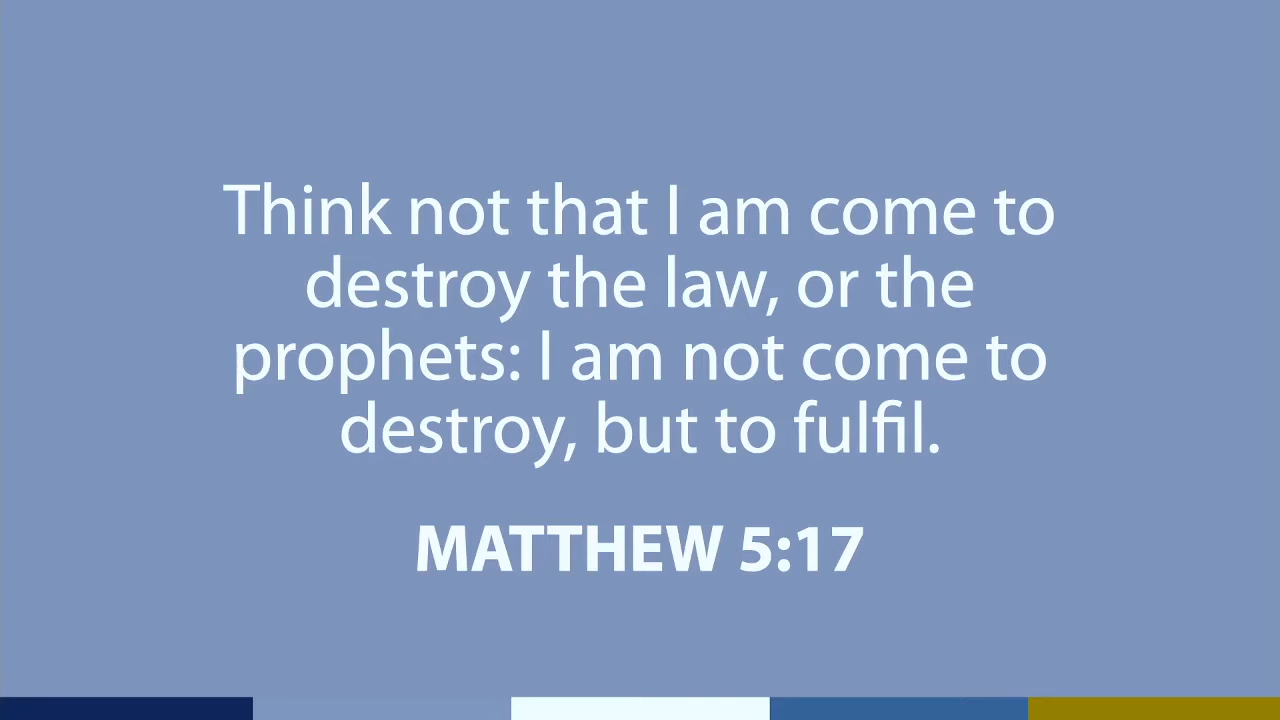 Think not that I am come to
destroy the law, or the
prophets: I am not come to
destroy, but to fulfil.
MATTHEW 5:17